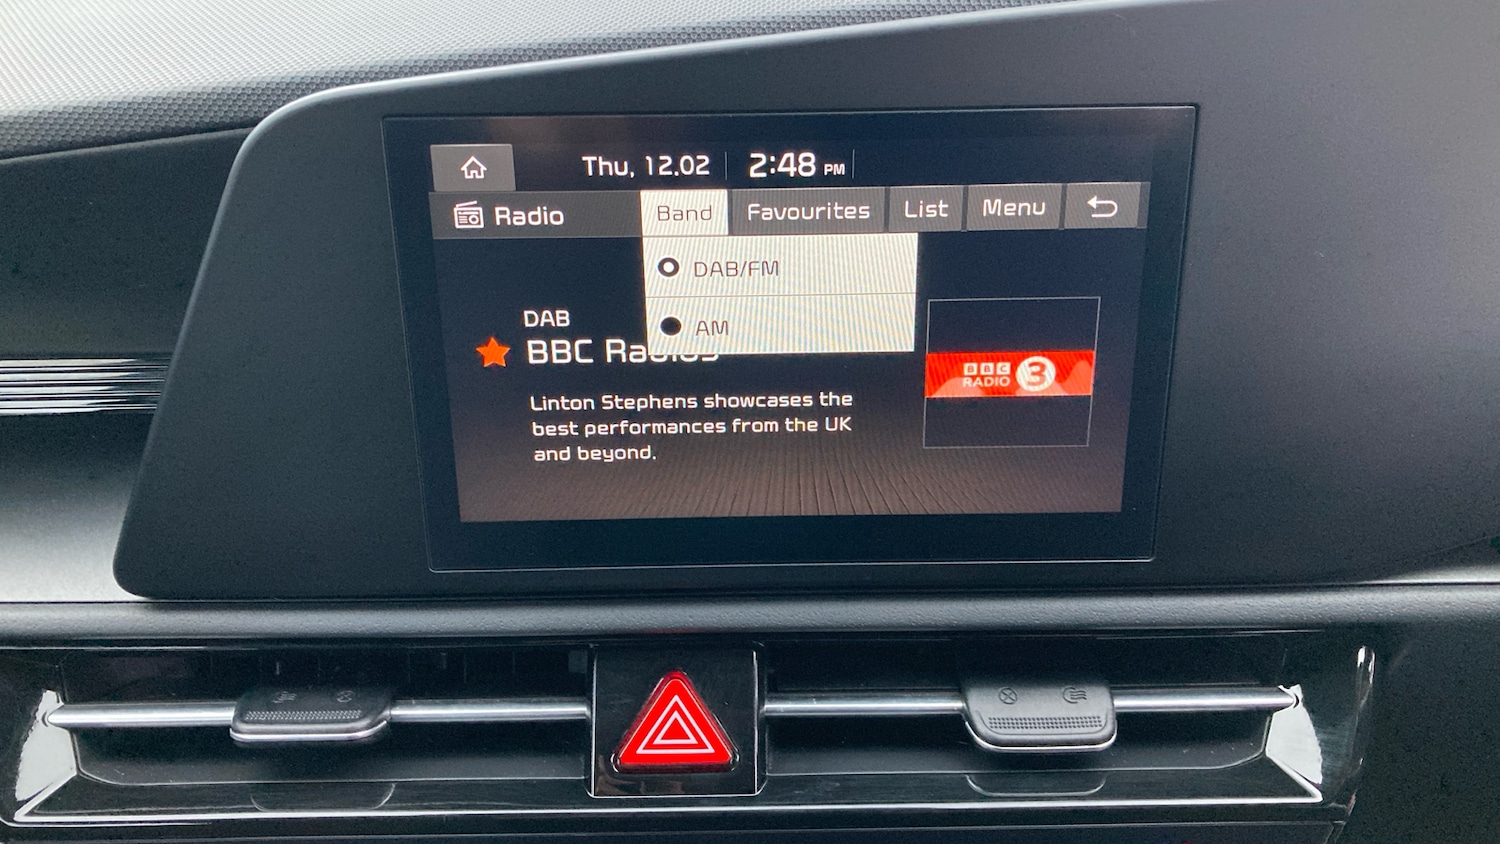 Thu, 12.02 2:48 PM
Radio Band Favourites List Menu
DAB/FM
AM
DAB
BBC
Linton Stephens showcases the
best performances from the UK
and beyond.
BBC
RADIO 3